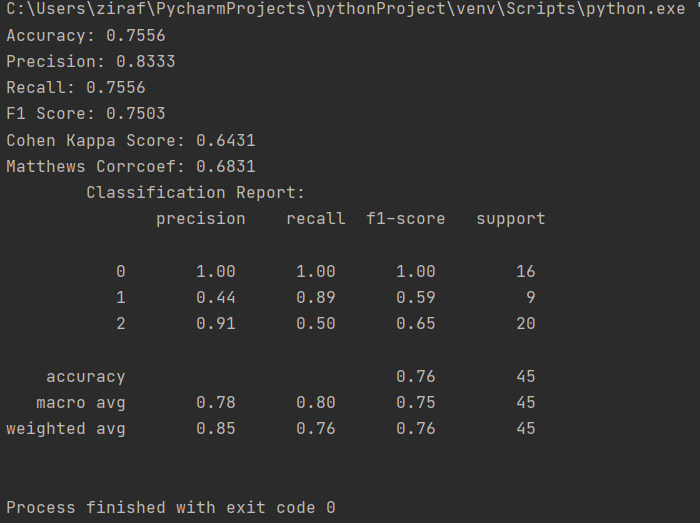 C:\Users\ziraf\PycharmProjects\pythonProject\venv\Scripts\python.exe "
Accuracy: 0.7556
Precision: 0.8333
Recall: 0.7556
F1 Score: 0.7503
Cohen Kappa Score: 0.6431
Matthews Corrcoef: 0.6831
Classification Report:
precision recall f1-score support
0 1.00 1.00 1.00 16
1 0.44 0.89 0.59 9
2 0.91 0.50 0.65 20
accuracy 0.76 45
macro avg 0.78 0.80 0.75 45
weighted avg 0.85 0.76 0.76 45
Process finished with exit code 0